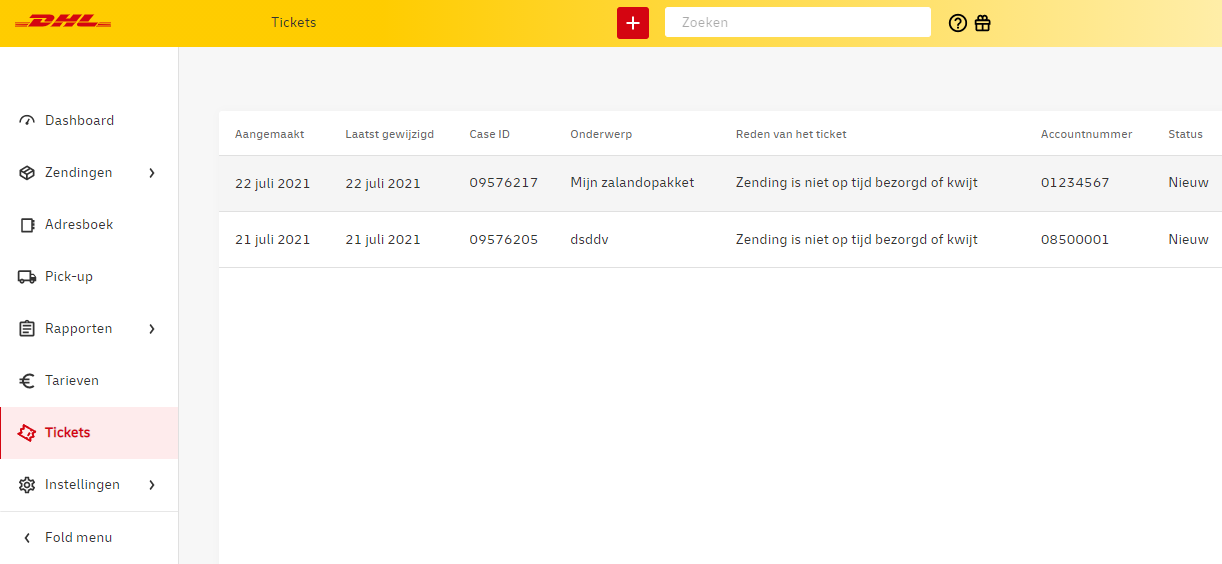 DHL Tickets Zoeken
Dashboard
Zendingen
Adresboek
Pick-up
Rapporten
Tarieven
Tickets
Instellingen
Fold menu
Aangemaakt Laatst gewijzigd Case ID Onderwerp Reden van het ticket Accountnummer Status
22 juli 2021 22 juli 2021 09576217 Mijn zalandopakket Zending is niet op tijd bezorgd of kwijt 01234567 Nieuw
21 juli 2021 21 juli 2021 09576205 dsddv Zending is niet op tijd bezorgd of kwijt 08500001 Nieuw